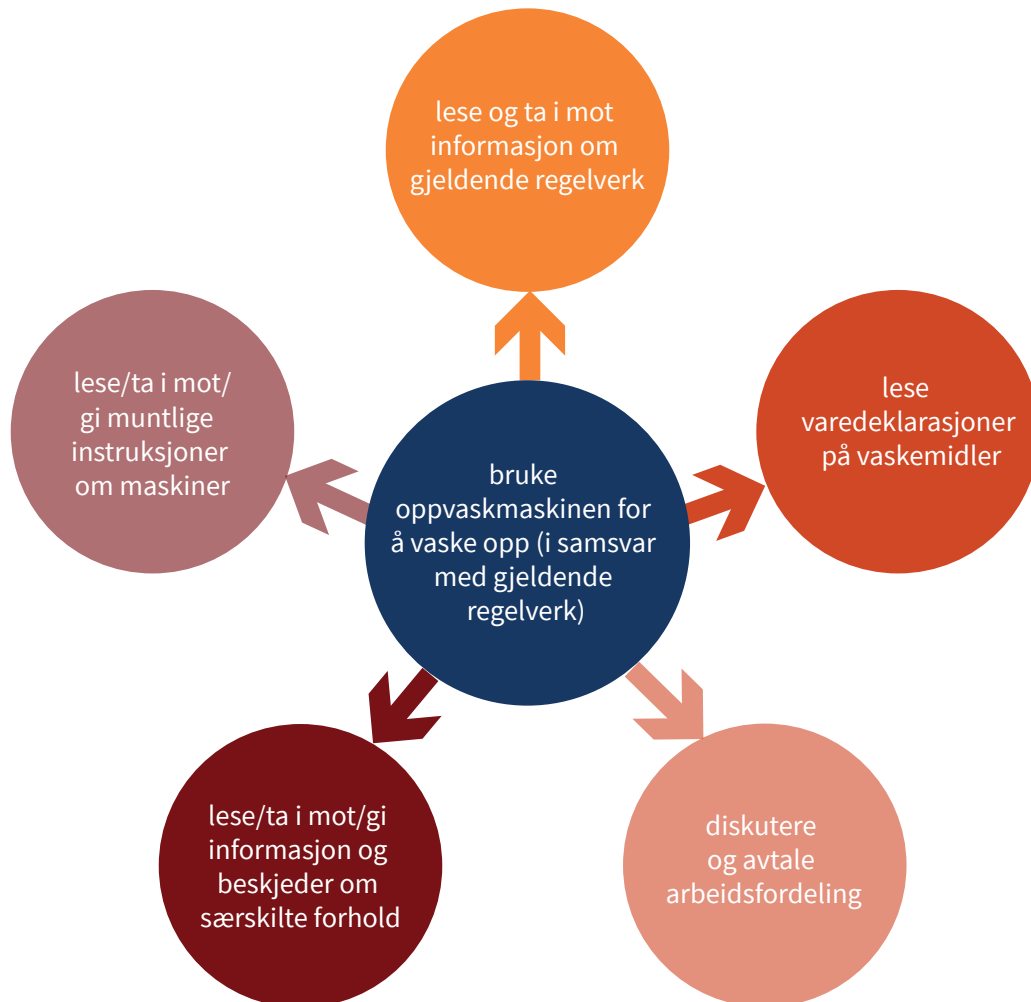 lese og ta i mot
informasjon om
gjeldende regelverk
lese/ta i mot/
gi muntlige
instruksjoner
om maskiner
lese
varedeklarasjoner
på vaskemidler
bruke
oppvaskmaskinen for
å vaske opp (i samsvar
med gjeldende
regelverk)
lese/ta i mot/gi
informasjon og
beskjeder om
særskilte forhold
diskutere
og avtale
arbeidsfordeling